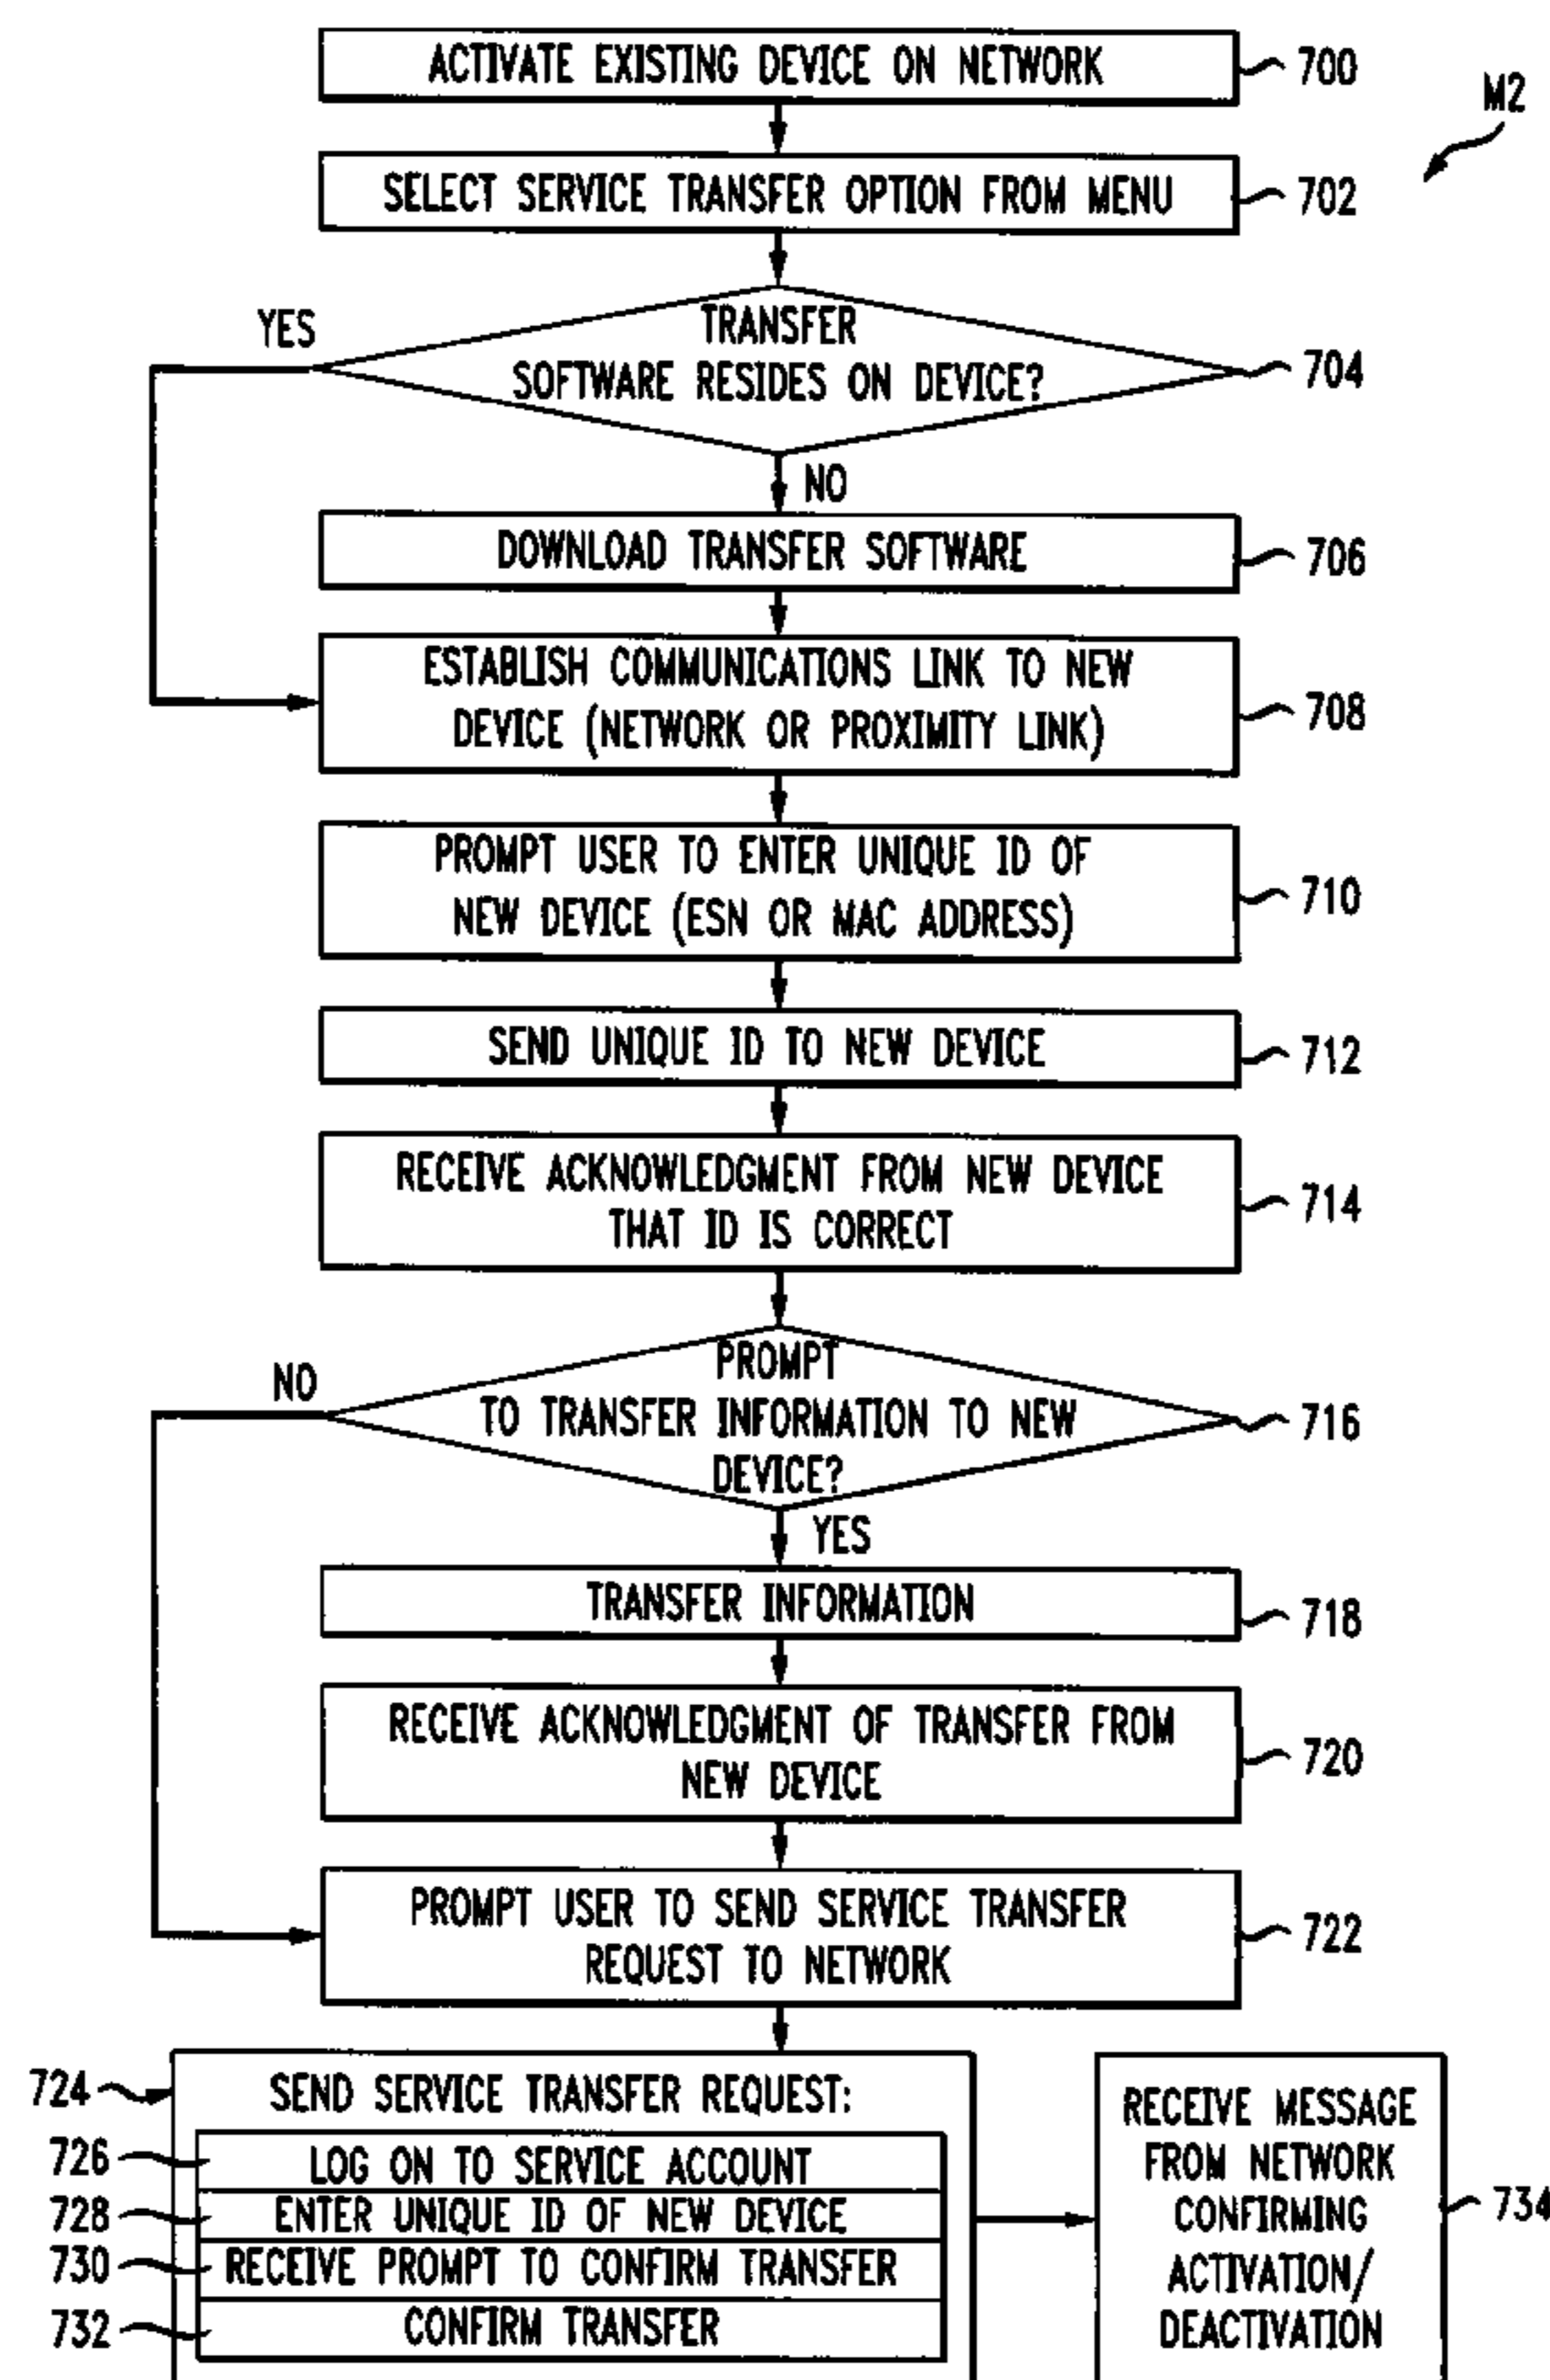 ACTIVATE EXISTING DEVICE ON NETWORK
700
M2
SELECT SERVICE TRANSFER OPTION FROM MENU
702
YES
TRANSFER
SOFTWARE RESIDES ON DEVICE?
704
NO
DOWNLOAD TRANSFER SOFTWARE
706
ESTABLISH COMMUNICATIONS LINK TO NEW
DEVICE (NETWORK OR PROXIMITY LINK)
708
PROMPT USER TO ENTER UNIQUE ID OF
NEW DEVICE (ESN OR MAC ADDRESS)
710
SEND UNIQUE ID TO NEW DEVICE
712
RECEIVE ACKNOWLEDGMENT FROM NEW DEVICE
THAT ID IS CORRECT
714
NO
PROMPT
TO TRANSFER INFORMATION TO NEW
DEVICE?
716
YES
TRANSFER INFORMATION
718
RECEIVE ACKNOWLEDGMENT OF TRANSFER FROM
NEW DEVICE
720
PROMPT USER TO SEND SERVICE TRANSFER
REQUEST TO NETWORK
722
724
SEND SERVICE TRANSFER REQUEST:
726
LOG ON TO SERVICE ACCOUNT
728
ENTER UNIQUE ID OF NEW DEVICE
730
RECEIVE PROMPT TO CONFIRM TRANSFER
732
CONFIRM TRANSFER
RECEIVE MESSAGE
FROM NETWORK
CONFIRMING
ACTIVATION/
DEACTIVATION
734